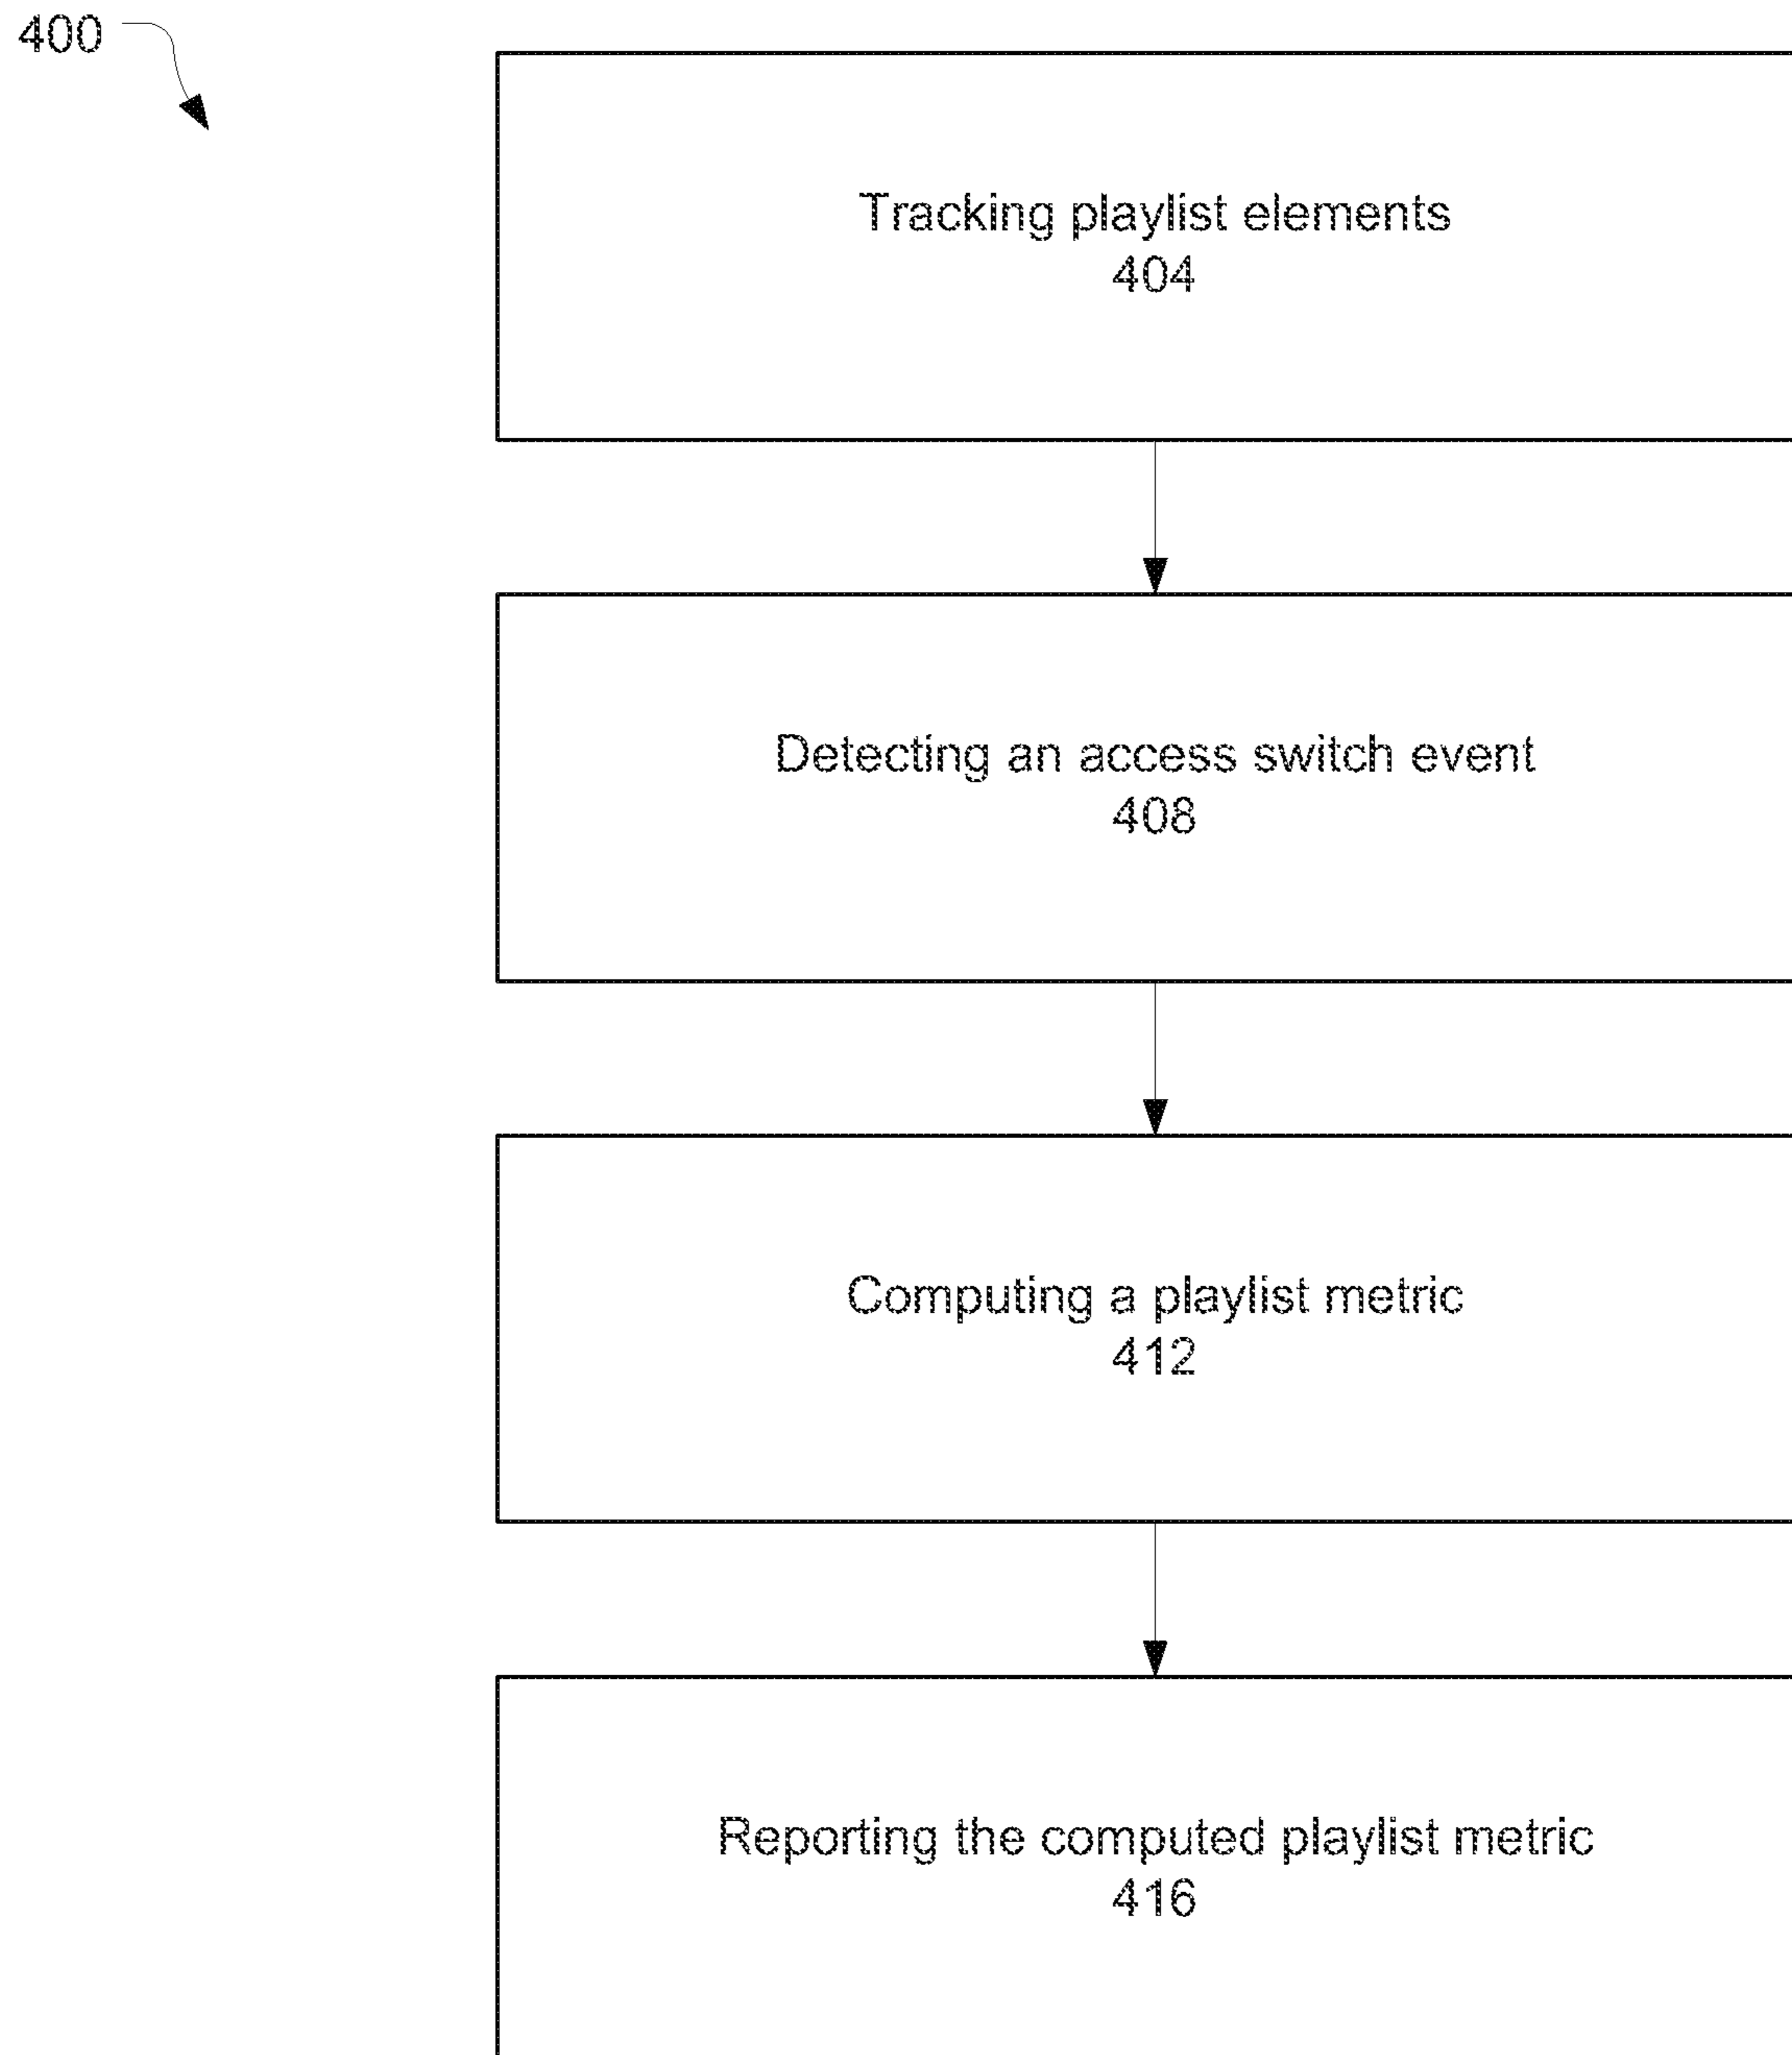 400
Tracking playlist elements
404
Detecting an access switch event
408
Computing a playlist metric
412
Reporting the computed playlist metric
416